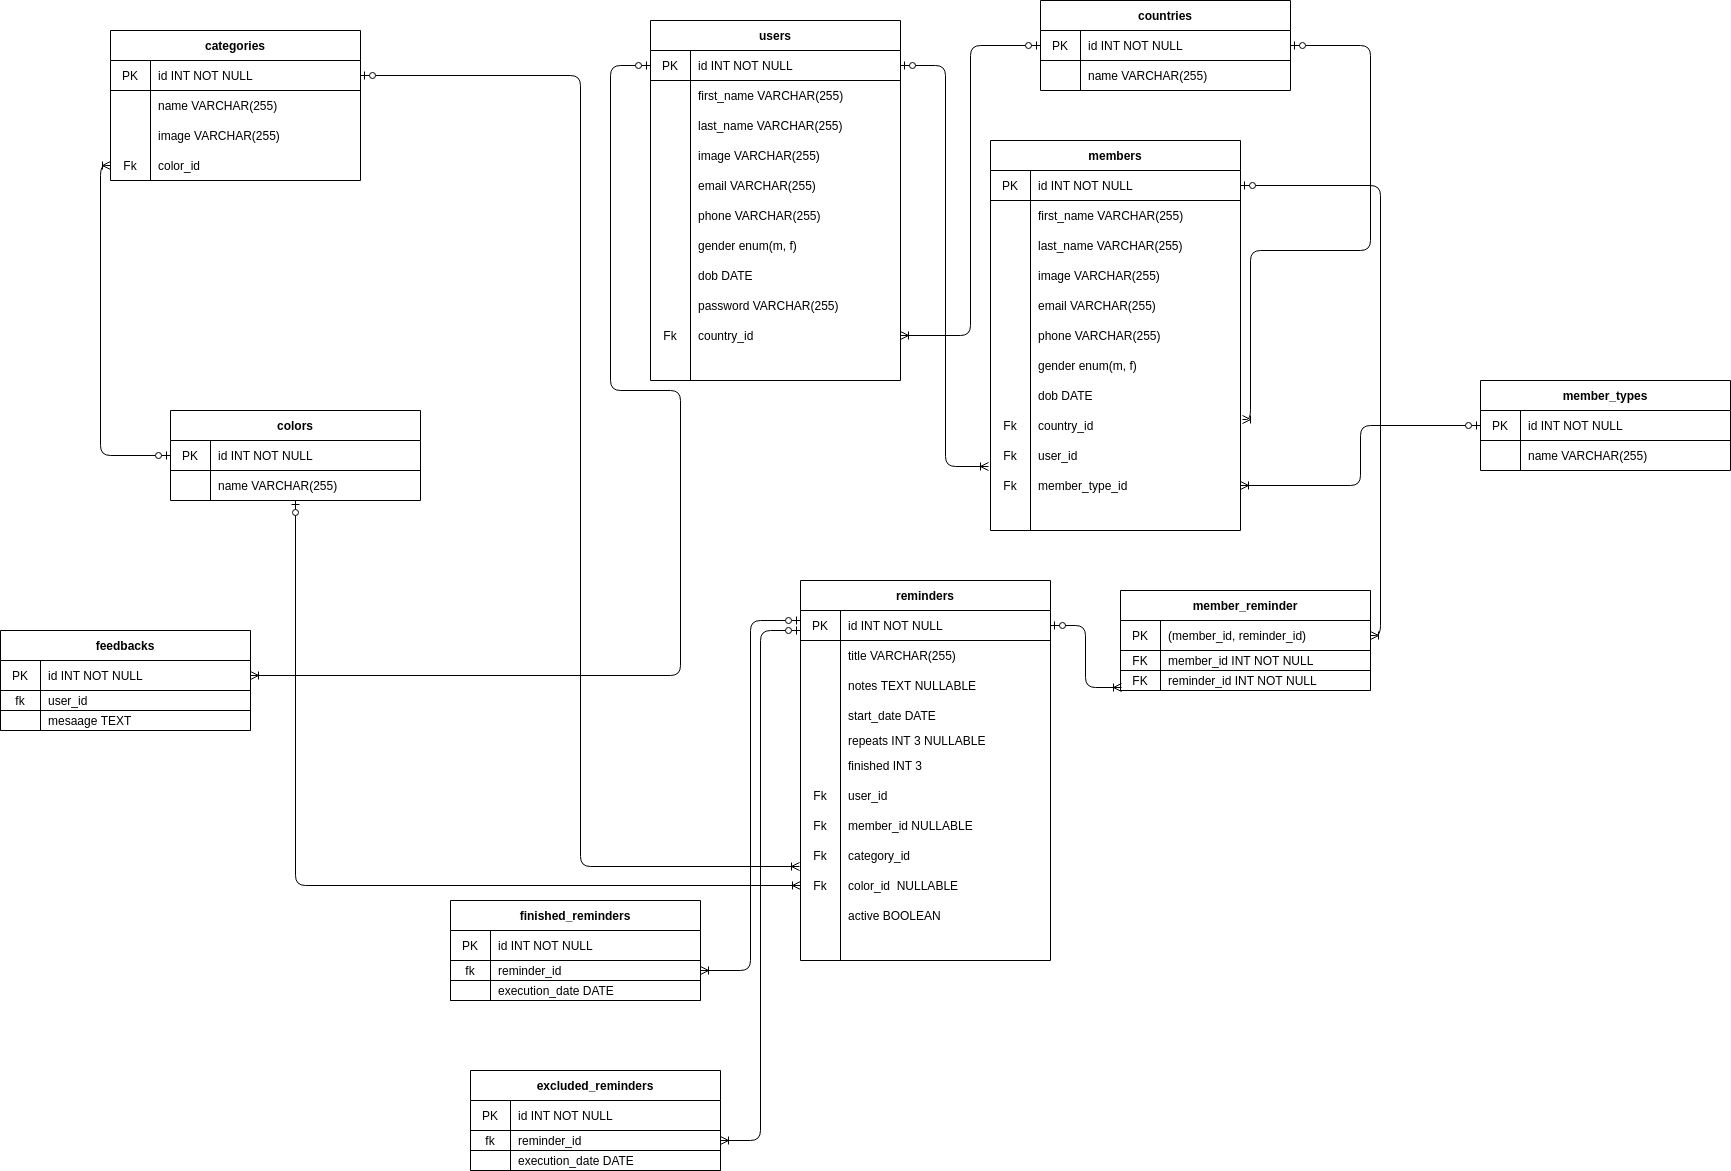 categories
PK id INT NOT NULL
name VARCHAR(255)
image VARCHAR(255)
Fk color_id
users
PK id INT NOT NULL
first_name VARCHAR(255)
last_name VARCHAR(255)
image VARCHAR(255)
email VARCHAR(255)
phone VARCHAR(255)
gender enum(m, f)
dob DATE
password VARCHAR(255)
Fk country_id
countries
PK id INT NOT NULL
name VARCHAR(255)
members
PK id INT NOT NULL
first_name VARCHAR(255)
last_name VARCHAR(255)
image VARCHAR(255)
email VARCHAR(255)
phone VARCHAR(255)
gender enum(m, f)
dob DATE
Fk country_id
Fk user_id
Fk member_type_id
member_types
PK id INT NOT NULL
name VARCHAR(255)
colors
PK id INT NOT NULL
name VARCHAR(255)
feedbacks
PK id INT NOT NULL
fk user_id
mesaage TEXT
reminders
PK id INT NOT NULL
title VARCHAR(255)
notes TEXT NULLABLE
start_date DATE
repeats INT 3 NULLABLE
finished INT 3
Fk user_id
Fk member_id NULLABLE
Fk category_id
Fk color_id  NULLABLE
active BOOLEAN
member_reminder
PK (member_id, reminder_id)
FK member_id INT NOT NULL
FK reminder_id INT NOT NULL
finished_reminders
PK id INT NOT NULL
fk reminder_id
execution_date DATE
excluded_reminders
PK id INT NOT NULL
fk reminder_id
execution_date DATE